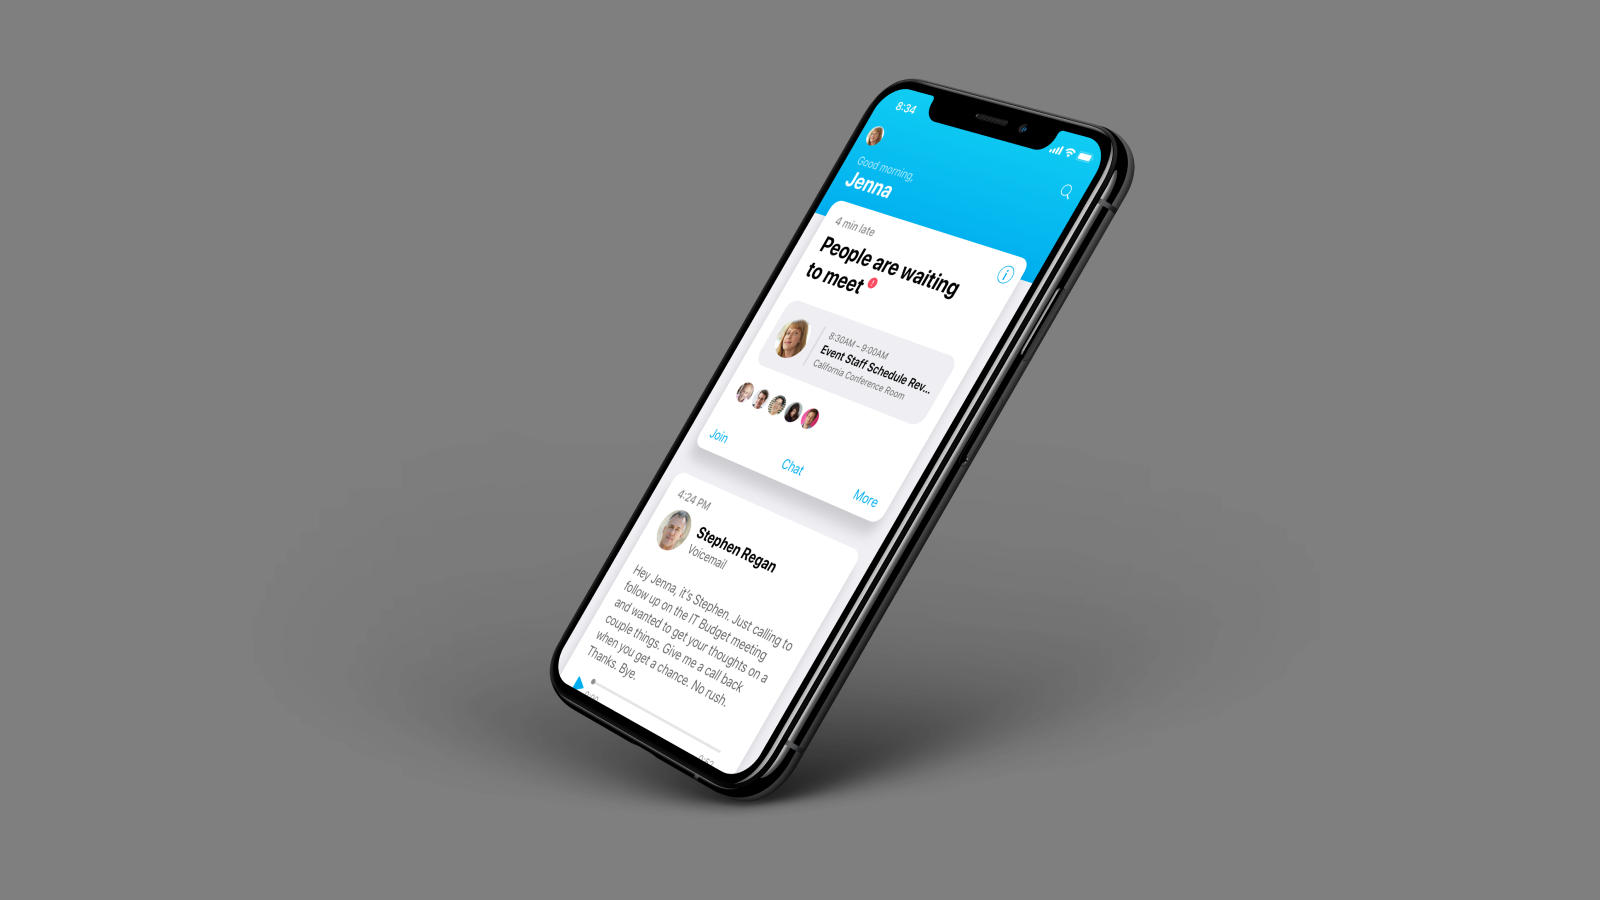 8:34
Good morning,
Jenna
4 min late
People are waiting
to meet
8:30AM – 9:00AM
Event Staff Schedule Rev...
California Conference Room
Join
Chat
More
4:24 PM
Stephen Regan
Voicemail
Hey Jenna, it's Stephen. Just calling to
follow up on the IT Budget meeting
and wanted to get your thoughts on a
couple things. Give me a call back
when you get a chance. No rush.
Thanks. Bye.